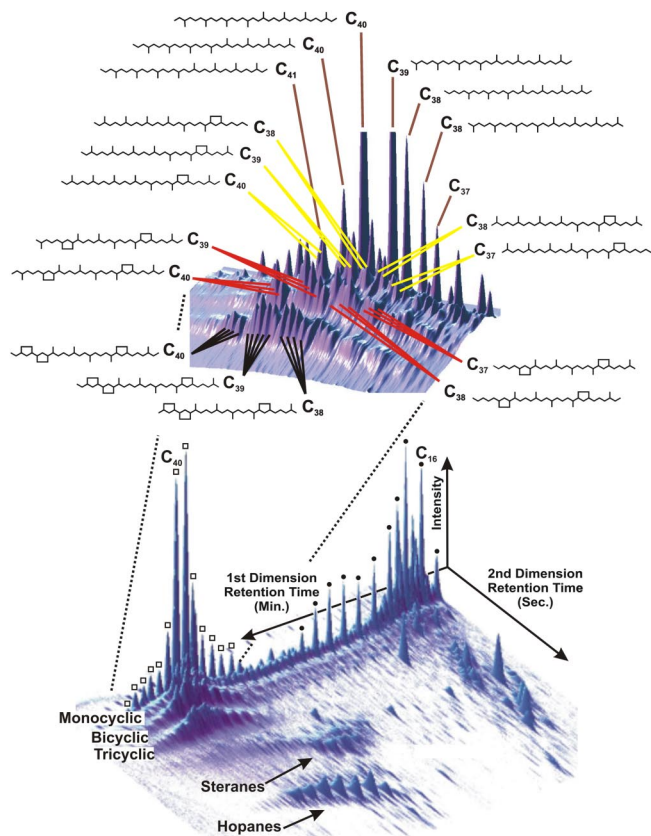 C40
C40
C41
C39
C38
C38
C37
C38
C39
C40
C38
C37
C39
C40
C40
C39
C38
C37
C38
C40
C16
Intensity
1st Dimension
Retention Time
(Min.)
2nd Dimension
Retention Time
(Sec.)
Monocyclic
Bicyclic
Tricyclic
Steranes
Hopanes